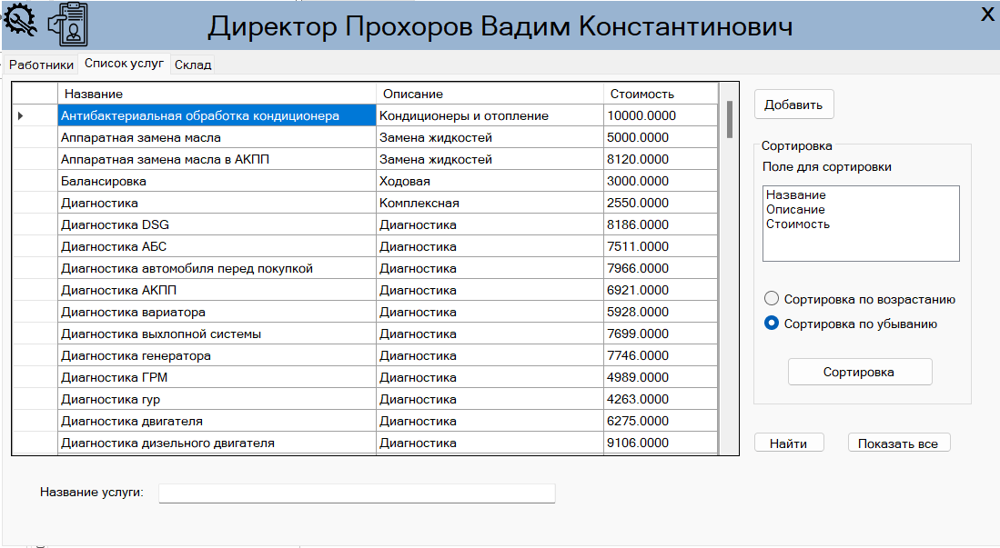 Директор Прохоров Вадим Константинович
X
Работники Список услуг Склад
Название Описание Стоимость
Антибактериальная обработка кондиционера Кондиционеры и отопление 10000.0000
Аппаратная замена масла Замена жидкостей 5000.0000
Аппаратная замена масла в АКПП Замена жидкостей 8120.0000
Балансировка Ходовая 3000.0000
Диагностика Комплексная 2550.0000
Диагностика DSG Диагностика 8186.0000
Диагностика АБС Диагностика 7511.0000
Диагностика автомобиля перед покупкой Диагностика 7966.0000
Диагностика АКПП Диагностика 6921.0000
Диагностика вариатора Диагностика 5928.0000
Диагностика выхлопной системы Диагностика 7699.0000
Диагностика генератора Диагностика 7746.0000
Диагностика ГРМ Диагностика 4989.0000
Диагностика гур Диагностика 4263.0000
Диагностика двигателя Диагностика 6275.0000
Диагностика дизельного двигателя Диагностика 9106.0000
Добавить
Сортировка
Поле для сортировки
Название
Описание
Стоимость
Сортировка по возрастанию
Сортировка по убыванию
Сортировка
Найти Показать все
Название услуги: